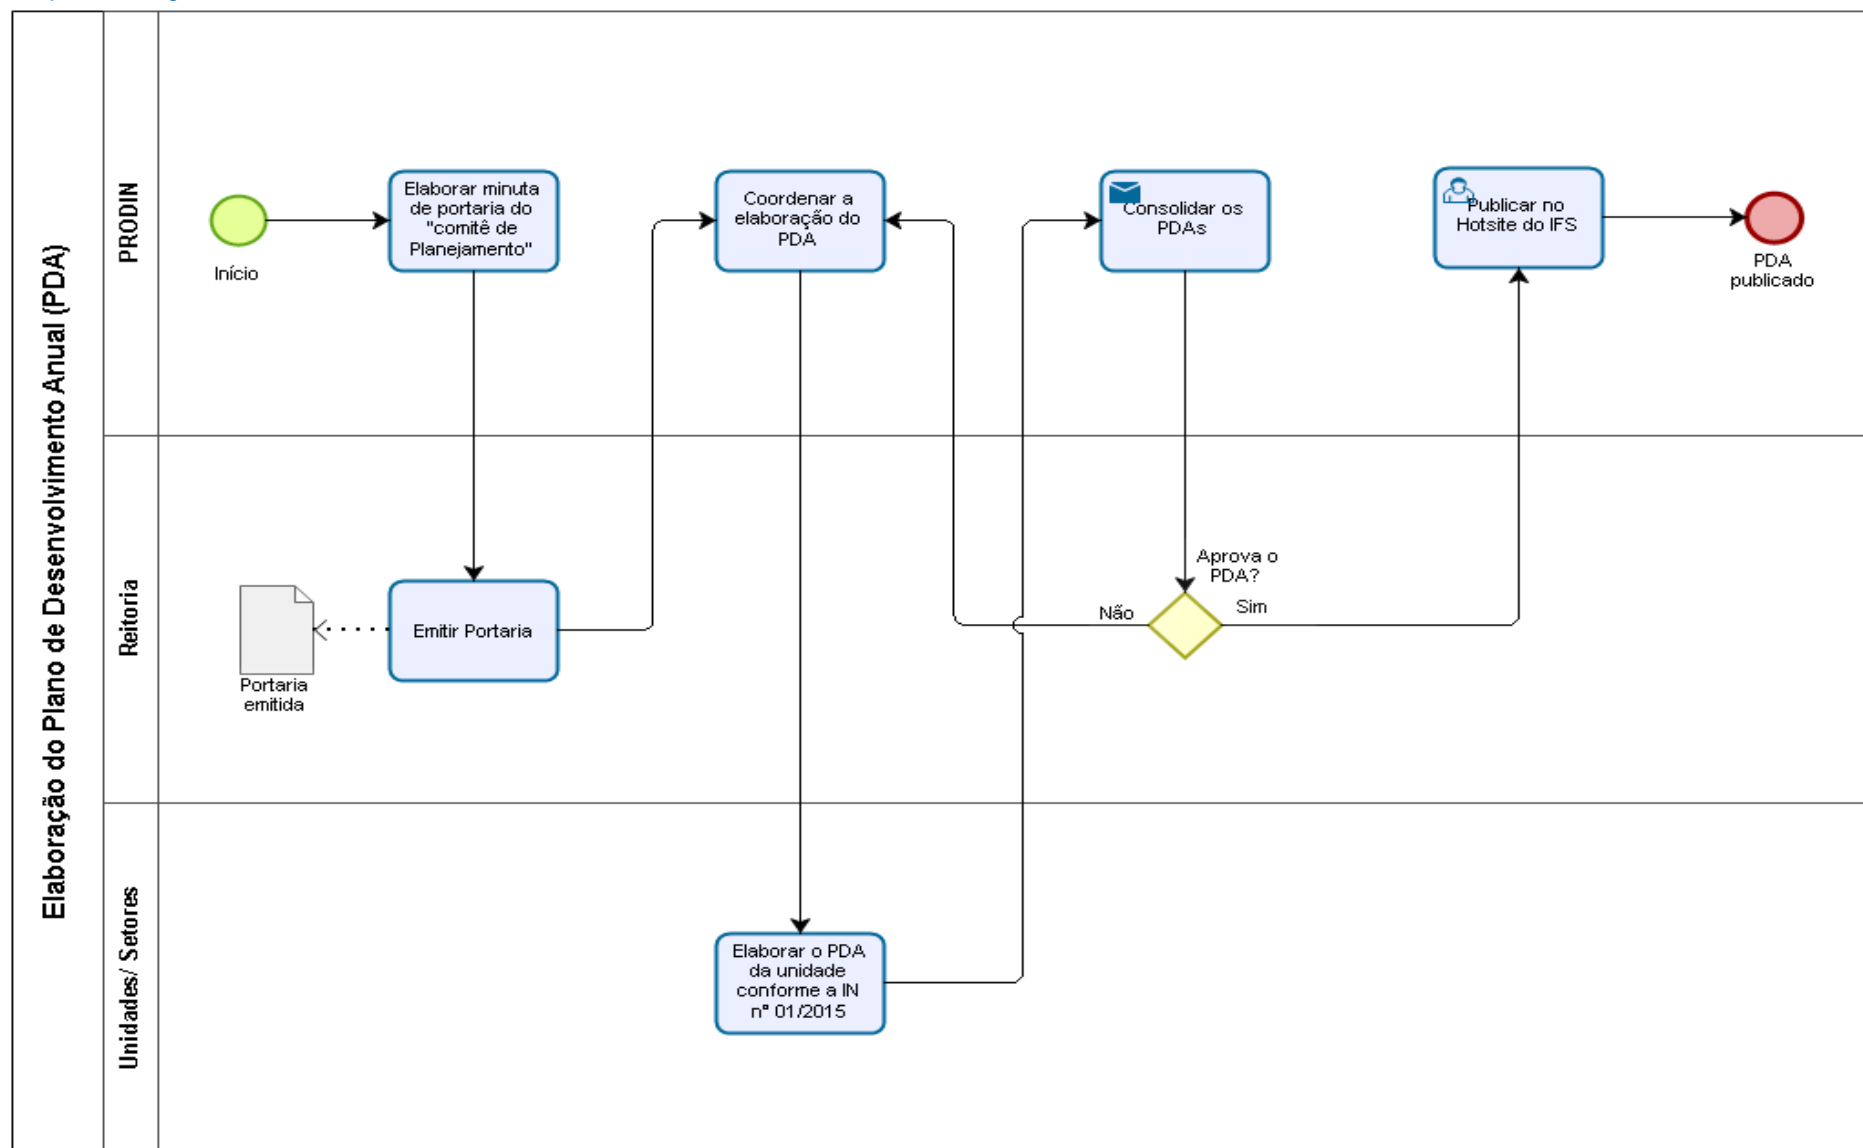 Elaboração do Plano de Desenvolvimento Anual (PDA)
PRODIN
Início
Elaborar minuta
de portaria do
"comitê de
Planejamento"
Coordenar a
elaboração do
PDA
Consolidar os
PDAs
Publicar no
Hotsite do IFS
PDA
publicado
Reitoria
Portaria
emitida
Emitir Portaria
Aprova o
PDA?
Não
Sim
Unidades/ Setores
Elaborar o PDA
da unidade
conforme a IN
n° 01/2015